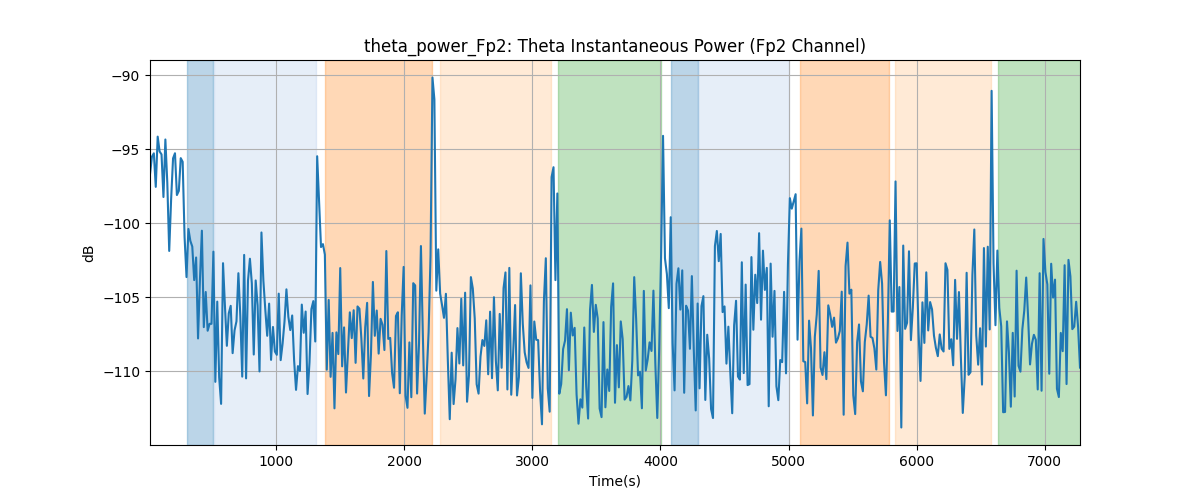 theta_power_Fp2: Theta Instantaneous Power (Fp2 Channel)
dB
−90
−95
−100
−105
−110
1000 2000 3000 4000 5000 6000 7000
Time(s)